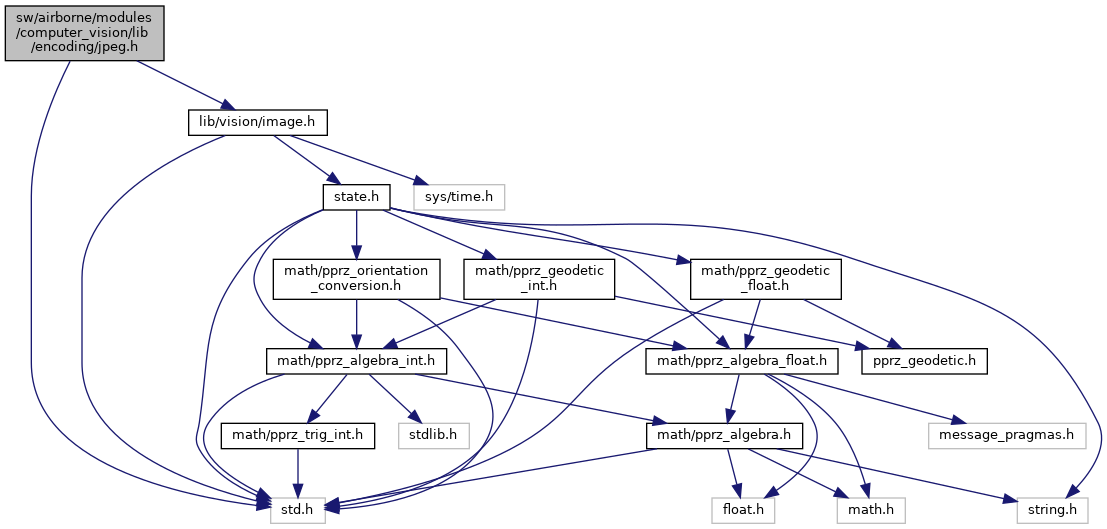 sw/airborne/modules
/computer_vision/lib
/encoding/jpeg.h
lib/vision/image.h
state.h
sys/time.h
math/pprz_orientation
_conversion.h
math/pprz_geodetic
_int.h
math/pprz_geodetic
_float.h
math/pprz_algebra_int.h
math/pprz_algebra_float.h
pprz_geodetic.h
math/pprz_trig_int.h
stdlib.h
math/pprz_algebra.h
message_pragmas.h
std.h
float.h
math.h
string.h